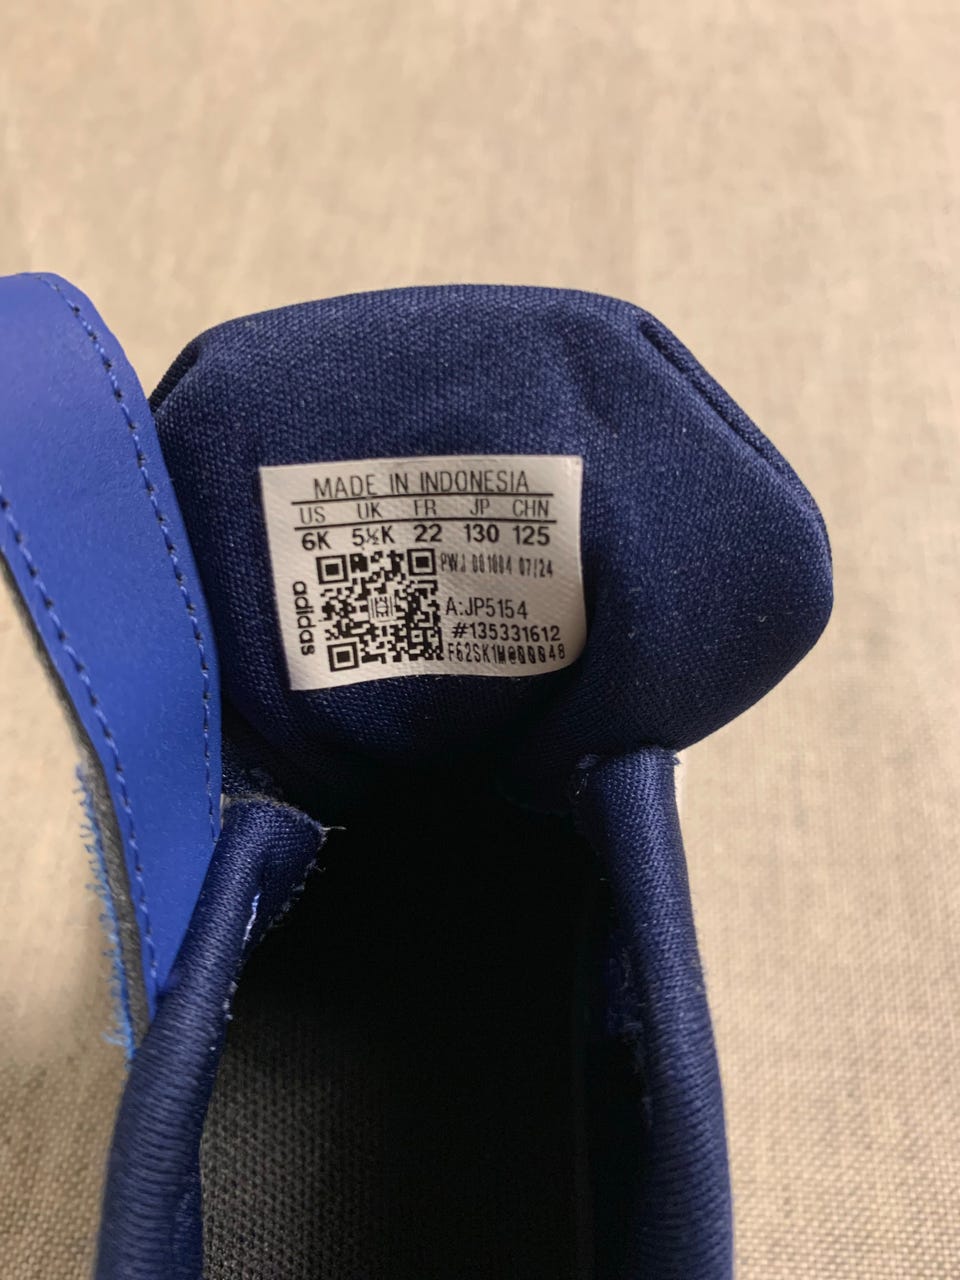 MADE IN INDONESIA
US UK FR JP CHN
6K 5½K 22 130 125
PWJ 001004 07/24
A:JP5154
#135331612
adidas